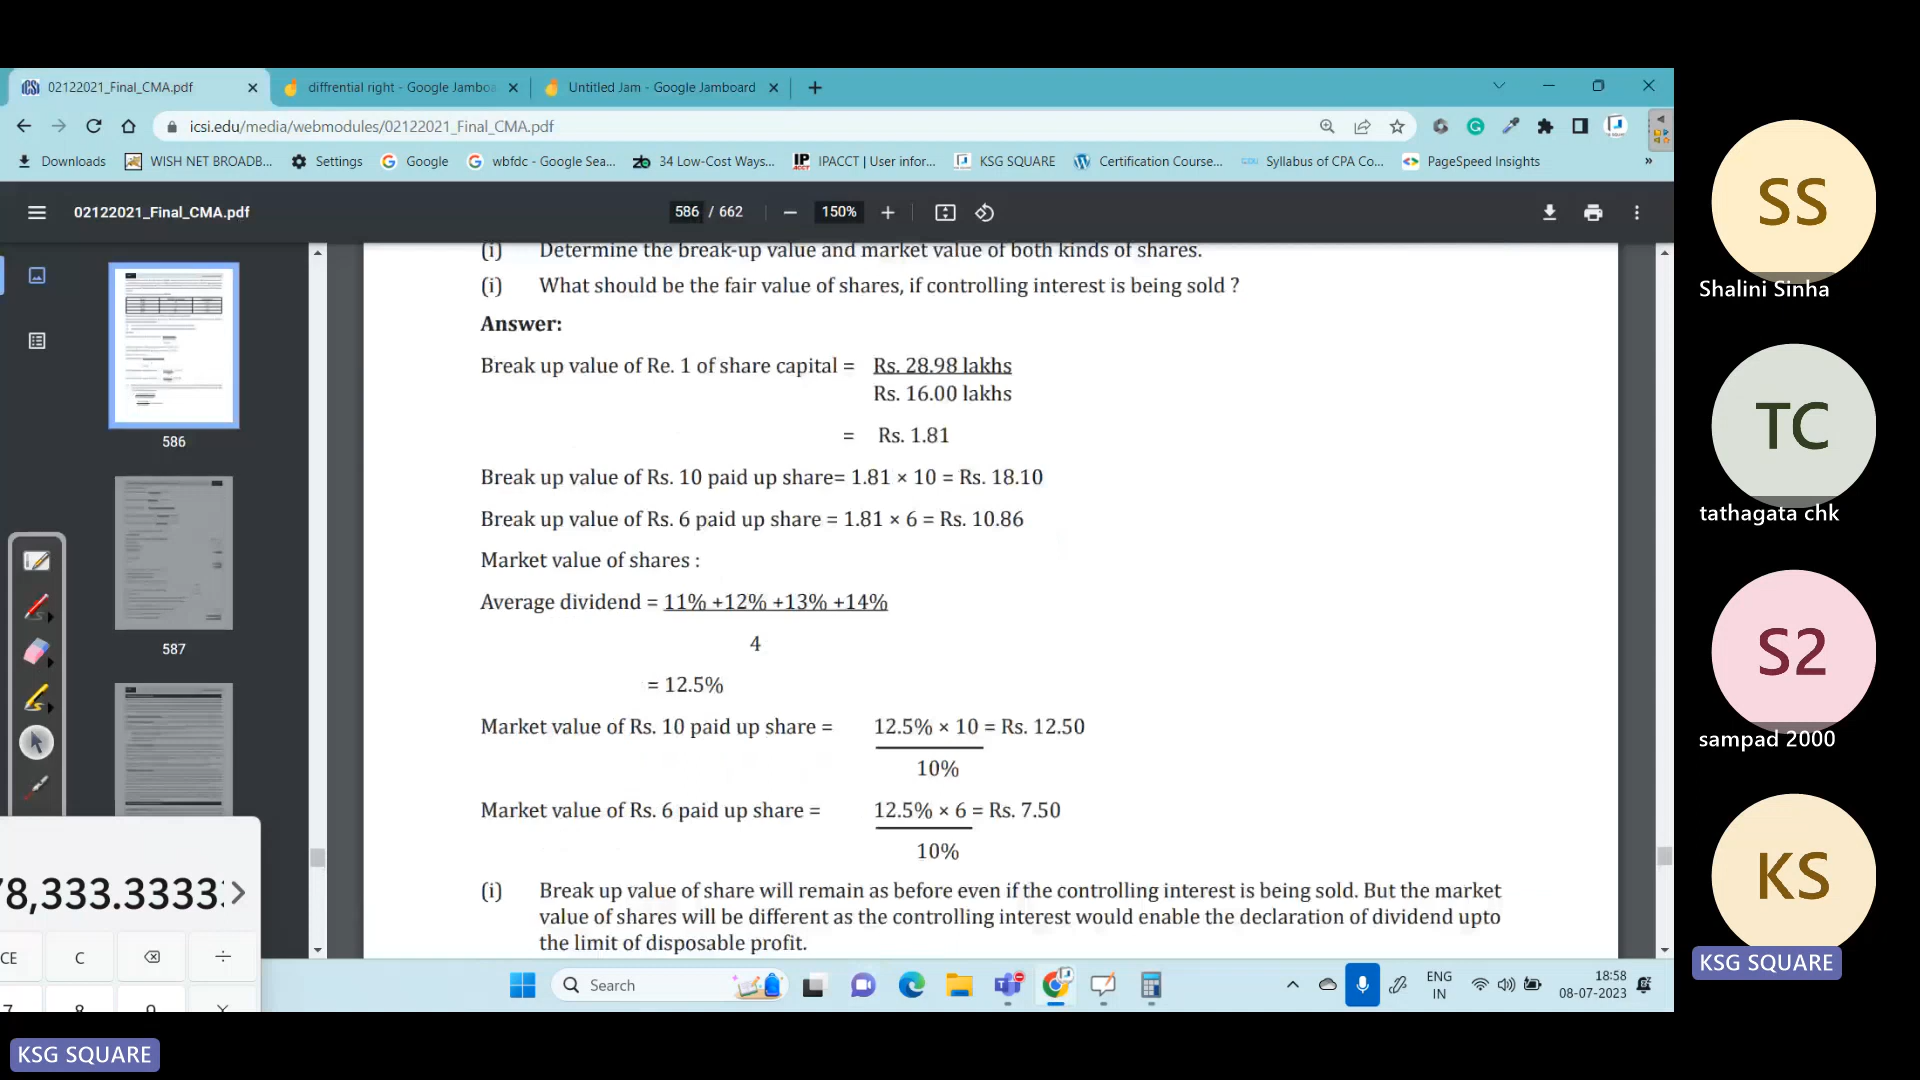 02122021_Final_CMA.pdf
diffrential right - Google Jamboa
Untitled Jam - Google Jamboard
icsi.edu/media/webmodules/02122021_Final_CMA.pdf
Downloads
WISH NET BROADB...
Settings
Google
wbfdc - Google Sea...
34 Low-Cost Ways...
IPACCT | User infor...
KSG SQUARE
Certification Course...
Syllabus of CPA Co...
PageSpeed Insights
02122021_Final_CMA.pdf
586 / 662
150%
(i) Determine the break-up value and market value of both kinds of shares.
(i) What should be the fair value of shares, if controlling interest is being sold ?
Answer:
Break up value of Re. 1 of share capital = Rs. 28.98 lakhs
Rs. 16.00 lakhs
= Rs. 1.81
Break up value of Rs. 10 paid up share= 1.81 × 10 = Rs. 18.10
Break up value of Rs. 6 paid up share = 1.81 × 6 = Rs. 10.86
Market value of shares :
Average dividend = 11% +12% +13% +14%
4
= 12.5%
Market value of Rs. 10 paid up share = 12.5% × 10 = Rs. 12.50
10%
Market value of Rs. 6 paid up share = 12.5% × 6 = Rs. 7.50
10%
(i) Break up value of share will remain as before even if the controlling interest is being sold. But the market
value of shares will be different as the controlling interest would enable the declaration of dividend upto
the limit of disposable profit.
586
587
8,333.3333
CE
C
÷
Search
ENG
IN
18:58
08-07-2023
SS
Shalini Sinha
TC
tathagata chk
S2
sampad 2000
KS
KSG SQUARE
KSG SQUARE